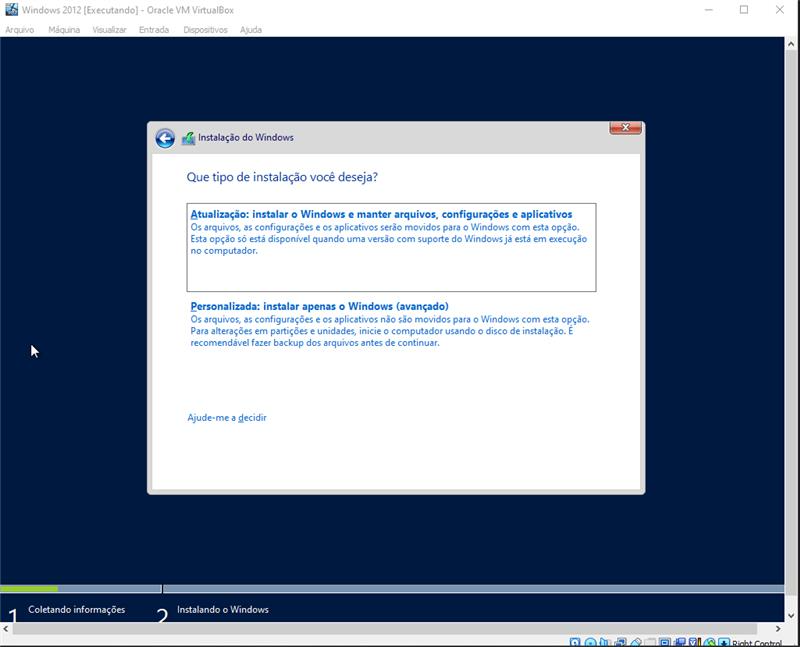 Windows 2012 [Executando] - Oracle VM VirtualBox
Arquivo Máquina Visualizar Entrada Dispositivos Ajuda
Instalação do Windows
Que tipo de instalação você deseja?
Atualização: instalar o Windows e manter arquivos, configurações e aplicativos
Os arquivos, as configurações e os aplicativos serão movidos para o Windows com esta opção.
Esta opção só está disponível quando uma versão com suporte do Windows já está em execução
no computador.
Personalizada: instalar apenas o Windows (avançado)
Os arquivos, as configurações e os aplicativos não são movidos para o Windows com esta opção.
Para alterações em partições e unidades, inicie o computador usando o disco de instalação. É
recomendável fazer backup dos arquivos antes de continuar.
Ajude-me a decidir
1 Coletando informações 2 Instalando o Windows
Right Control